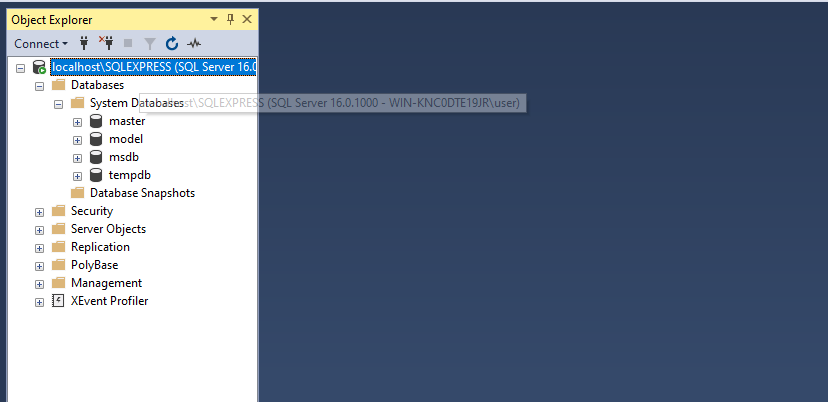 Object Explorer
Connect
localhost\SQLEXPRESS (SQL Server 16.0
Databases
System Databases
\SQLEXPRESS (SQL Server 16.0.1000 - WIN-KNC0DTE19JR\user)
master
model
msdb
tempdb
Database Snapshots
Security
Server Objects
Replication
PolyBase
Management
XEvent Profiler